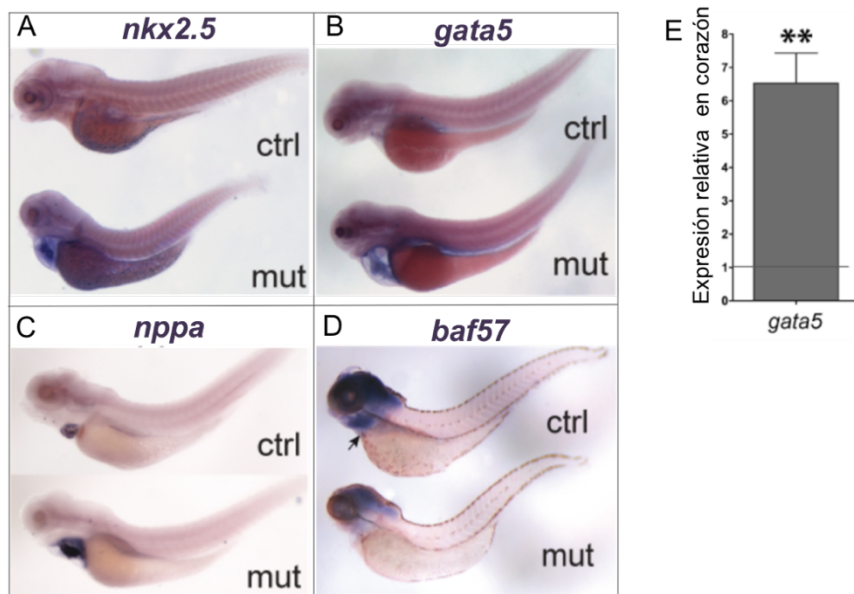 A nkx2.5
ctrl
mut
B gata5
ctrl
mut
C nppa
ctrl
mut
D baf57
ctrl
mut
E
**
Expresión relativa en corazón
8
7
6
5
4
3
2
1
0
gata5